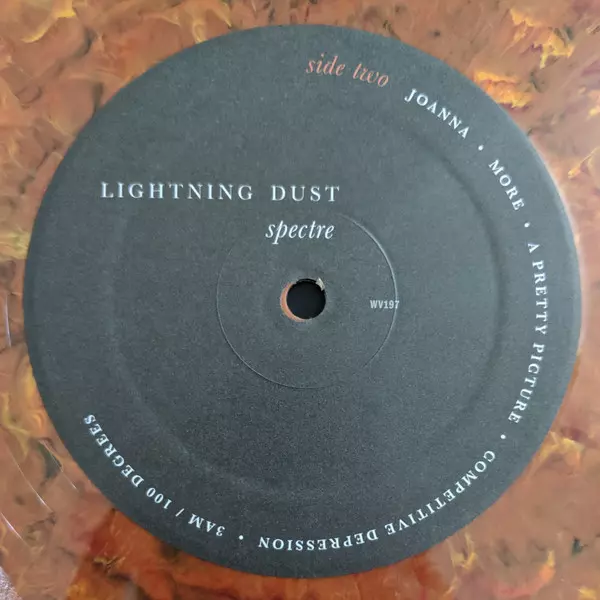 side two
JOANNA • MORE • A PRETTY PICTURE • COMPETITIVE DEPRESSION • 3AM / 100 DEGREES
LIGHTNING DUST
spectre
WV197